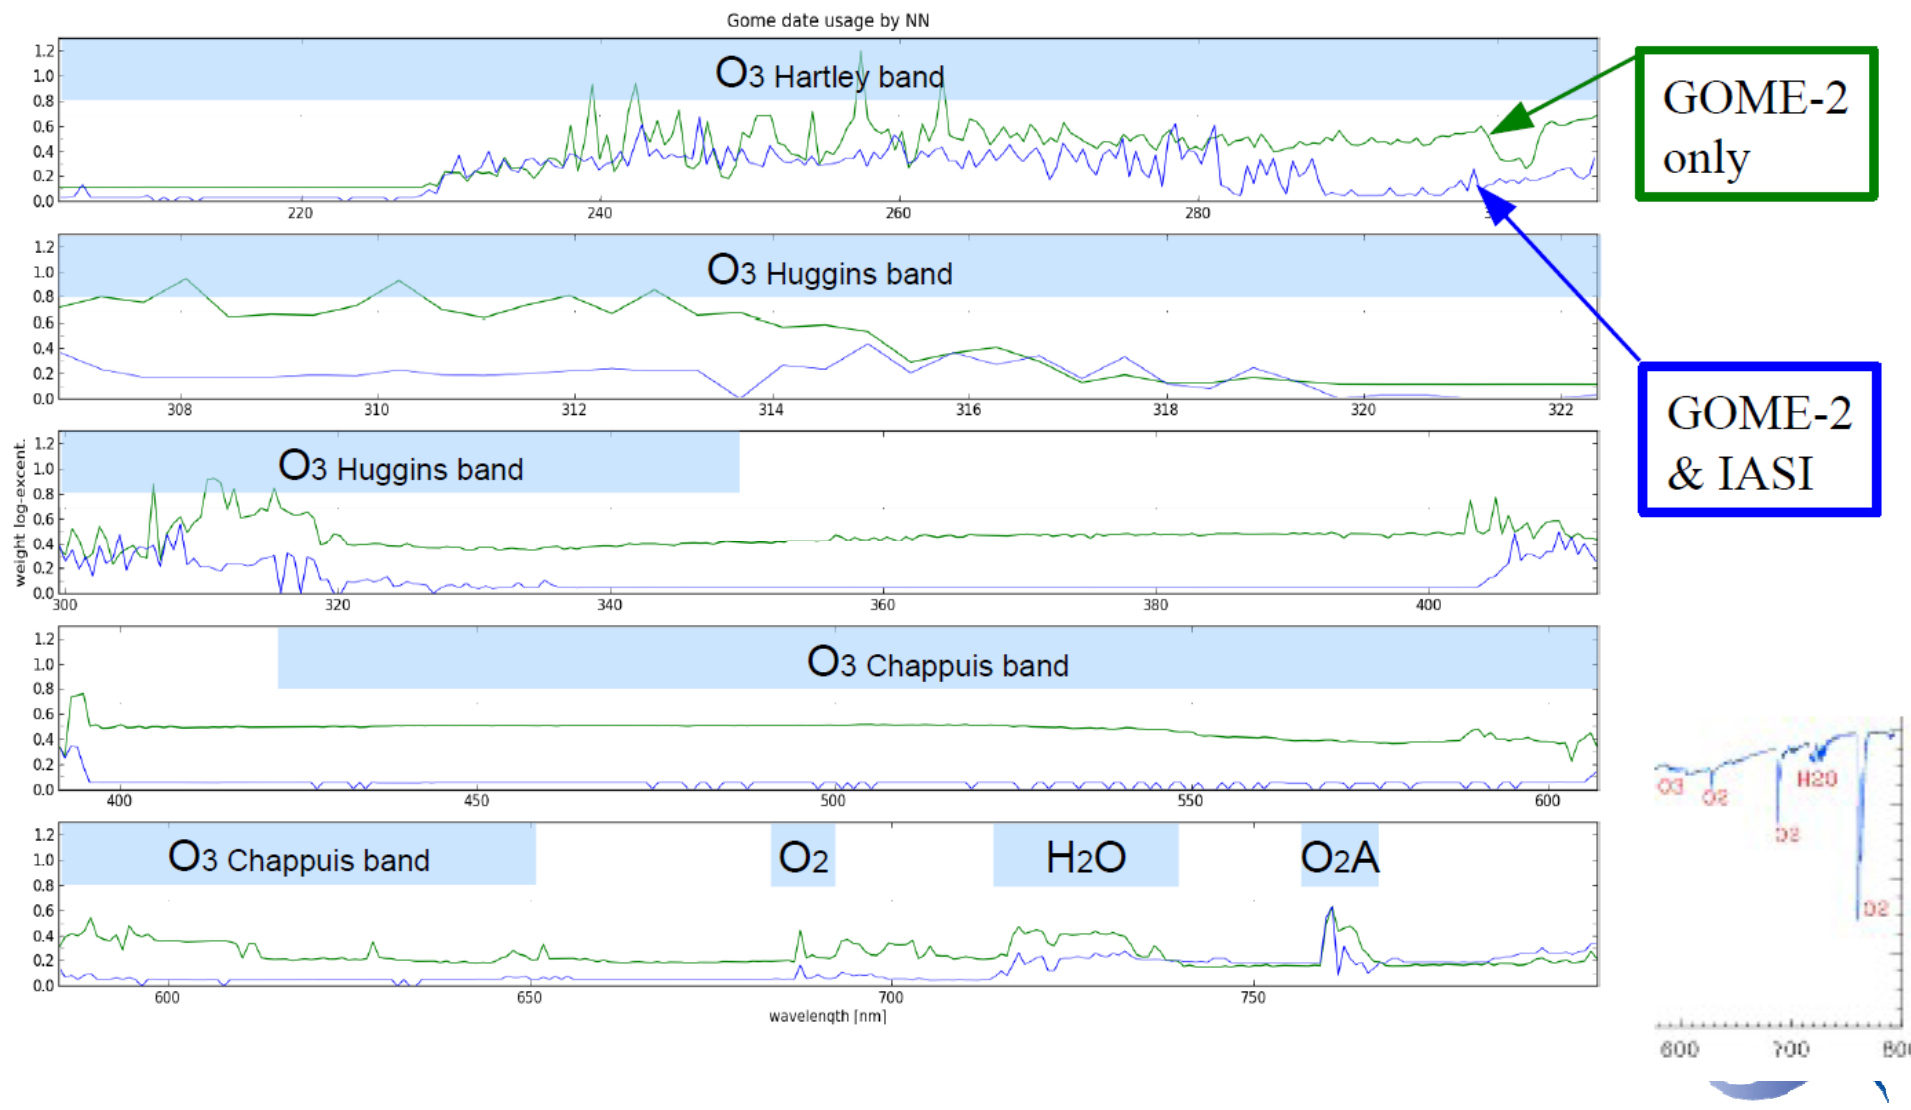 Gome date usage by NN
1.2
1.0
0.8
0.6
0.4
0.2
0.0
O3 Hartley band
220 240 260 280
GOME-2
only
1.2
1.0
0.8
0.6
0.4
0.2
0.0
O3 Huggins band
308 310 312 314 316 318 320 322
GOME-2
& IASI
weight log-excent.
1.2
1.0
0.8
0.6
0.4
0.2
0.0
O3 Huggins band
300 320 340 360 380 400
1.2
1.0
0.8
0.6
0.4
0.2
0.0
O3 Chappuis band
400 450 500 550 600
1.2
1.0
0.8
0.6
0.4
0.2
0.0
O3 Chappuis band O2 H2O O2A
600 650 700 750
wavelength [nm]
O3 O2 O2 H2O O2
600 700